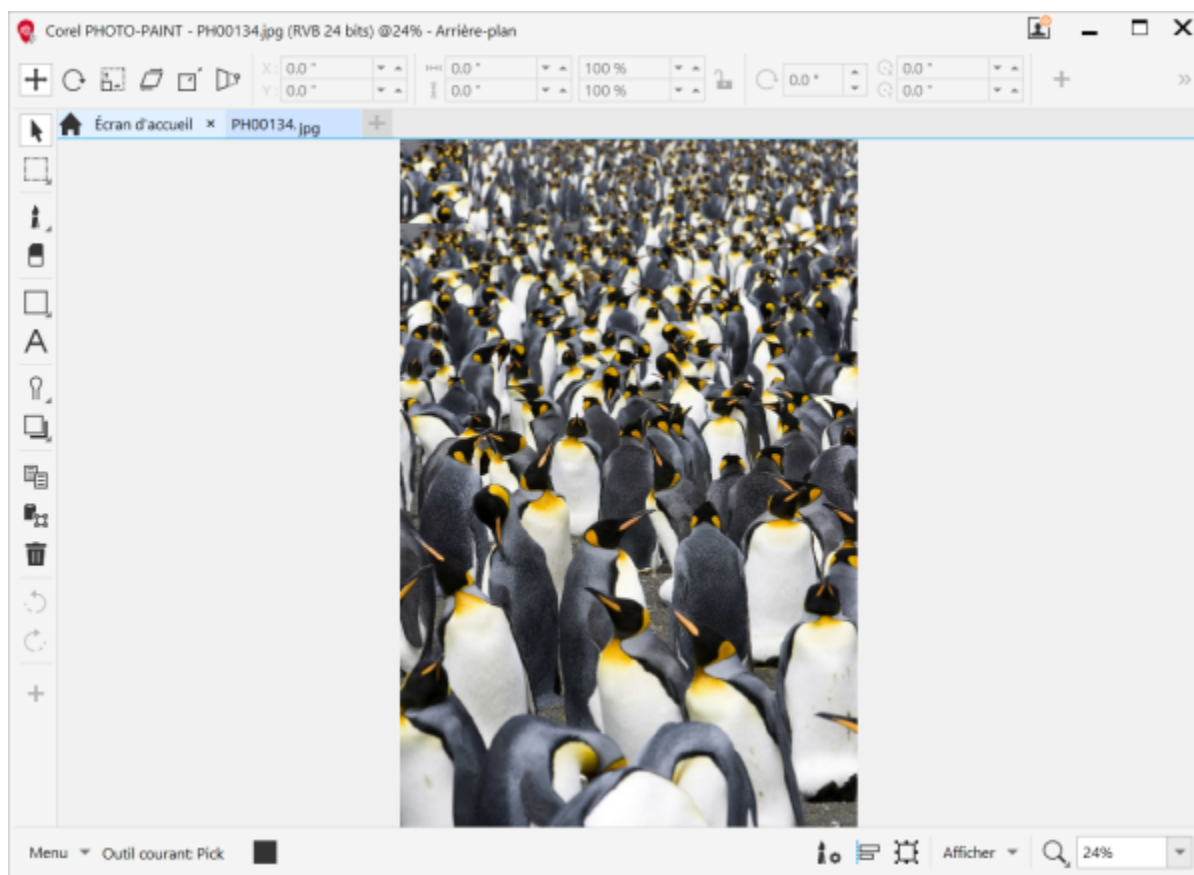 Corel PHOTO-PAINT - PH00134.jpg (RVB 24 bits) @24% - Arrière-plan
X: 0.0 " 0.0 " 100 % 0.0 ° 0.0 "
Y: 0.0 " 0.0 " 100 % 0.0 "
Écran d'accueil × PH00134.jpg
A
Menu Outil courant: Pick Afficher 24%